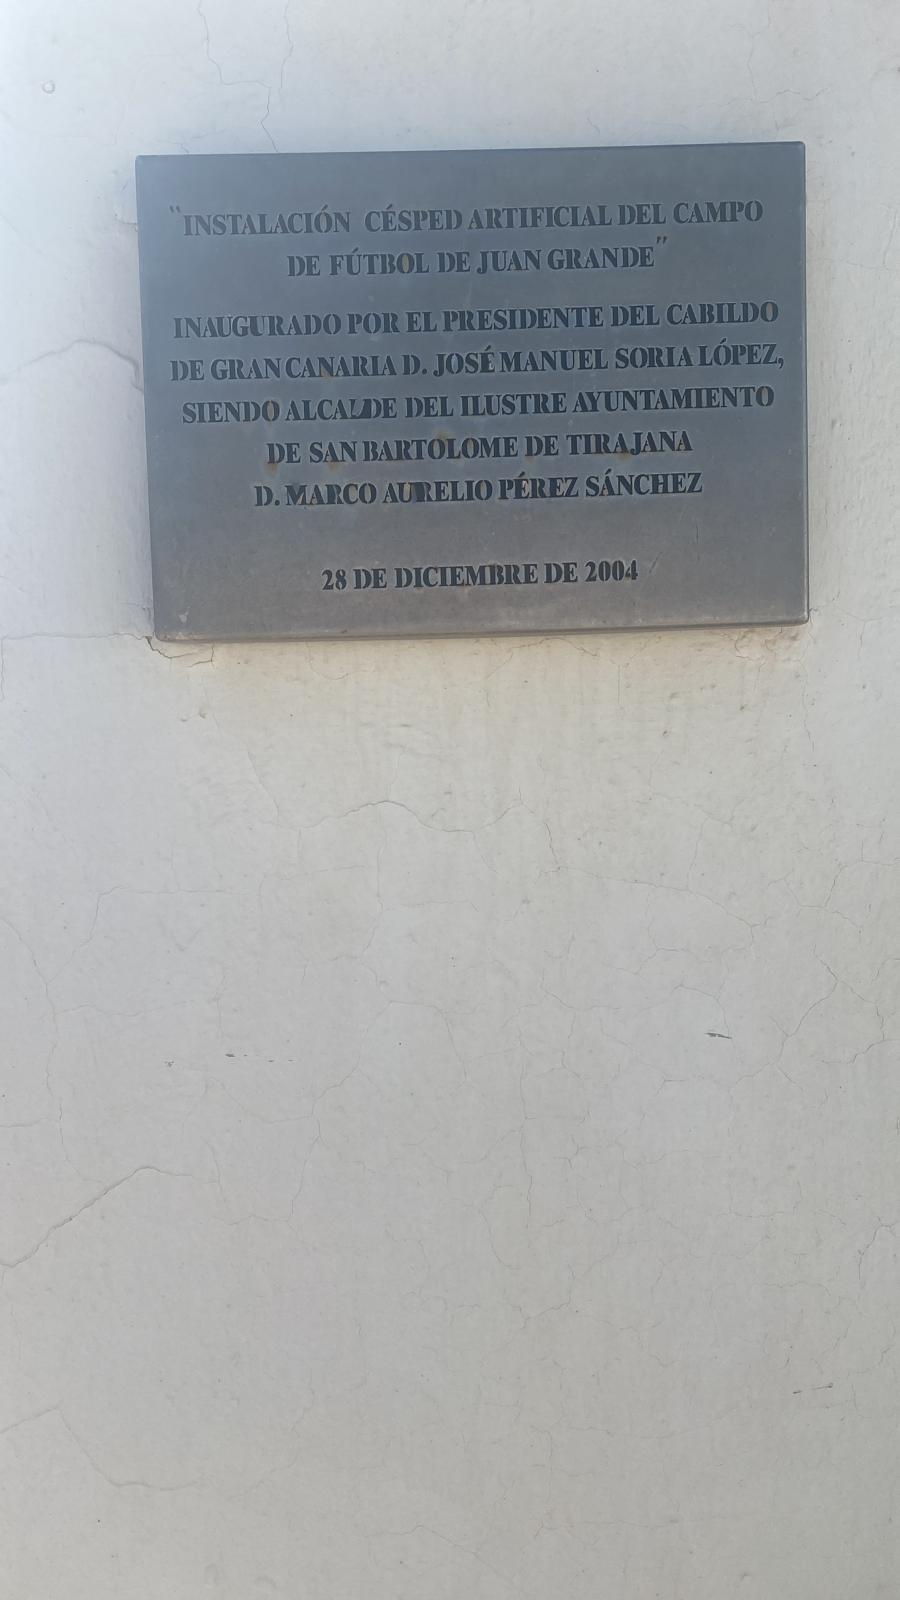 "INSTALACIÓN CÉSPED ARTIFICIAL DEL CAMPO
DE FÚTBOL DE JUAN GRANDE"
INAUGURADO POR EL PRESIDENTE DEL CABILDO
DE GRAN CANARIA D. JOSÉ MANUEL SORIA LÓPEZ,
SIENDO ALCALDE DEL ILUSTRE AYUNTAMIENTO
DE SAN BARTOLOME DE TIRAJANA
D. MARCO AURELIO PÉREZ SÁNCHEZ
28 DE DICIEMBRE DE 2004